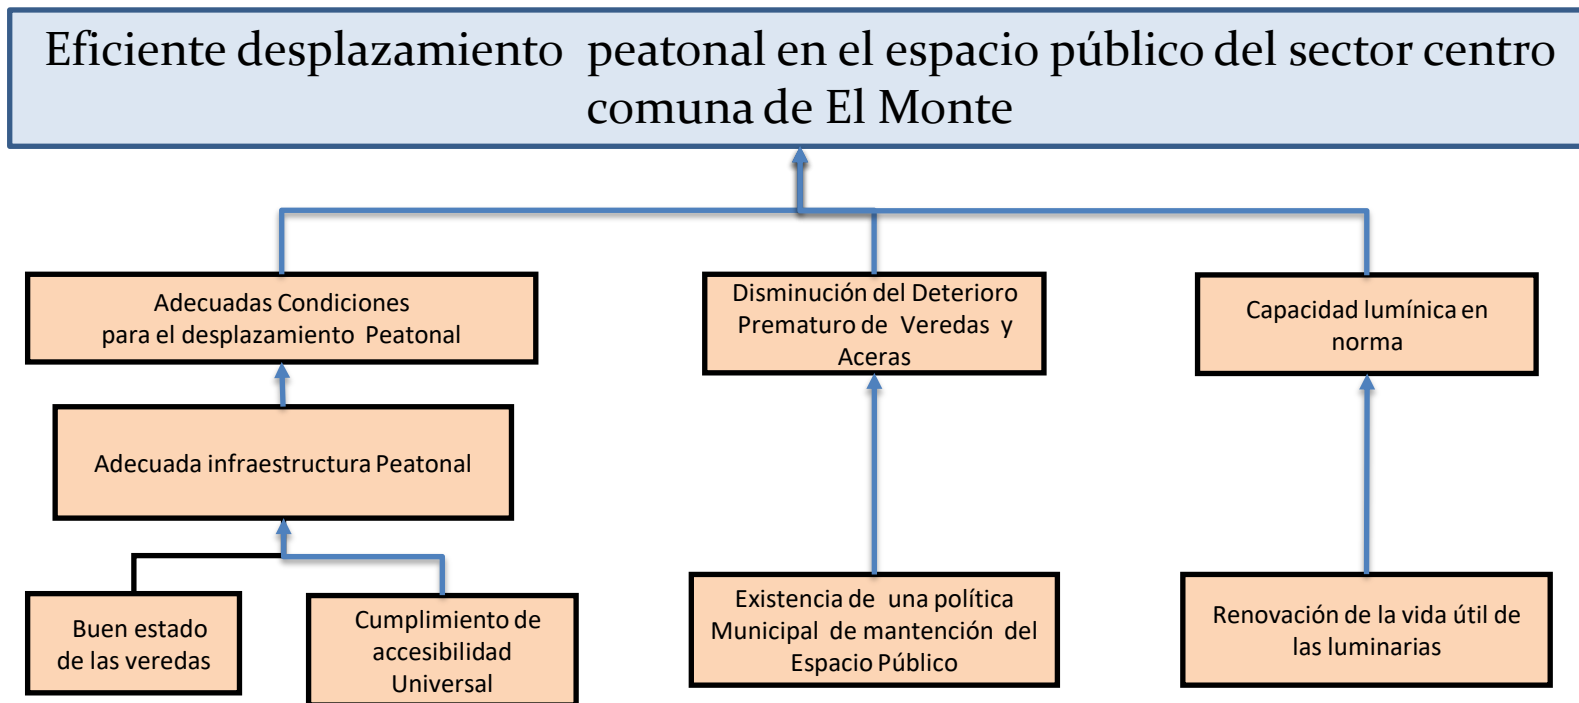 Eficiente desplazamiento peatonal en el espacio público del sector centro
comuna de El Monte
Adecuadas Condiciones
para el desplazamiento Peatonal
Disminución del Deterioro
Prematuro de Veredas y
Aceras
Capacidad lumínica en
norma
Adecuada infraestructura Peatonal
Buen estado
de las veredas
Cumplimiento de
accesibilidad
Universal
Existencia de una política
Municipal de mantención del
Espacio Público
Renovación de la vida útil de
las luminarias